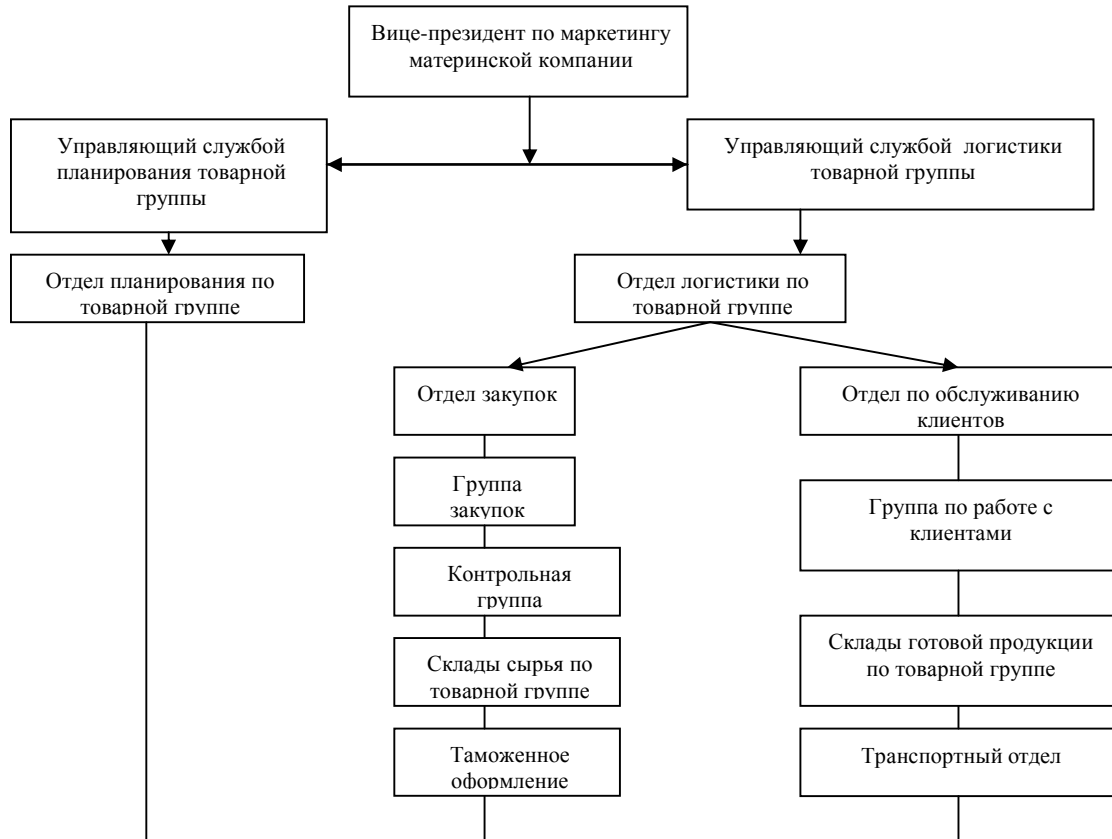 Вице-президент по маркетингу
материнской компании
Управляющий службой
планирования товарной
группы
Управляющий службой логистики
товарной группы
Отдел планирования по
товарной группе
Отдел логистики по
товарной группе
Отдел закупок
Отдел по обслуживанию
клиентов
Группа
закупок
Группа по работе с
клиентами
Контрольная
группа
Склады сырья по
товарной группе
Склады готовой продукции
по товарной группе
Таможенное
оформление
Транспортный отдел